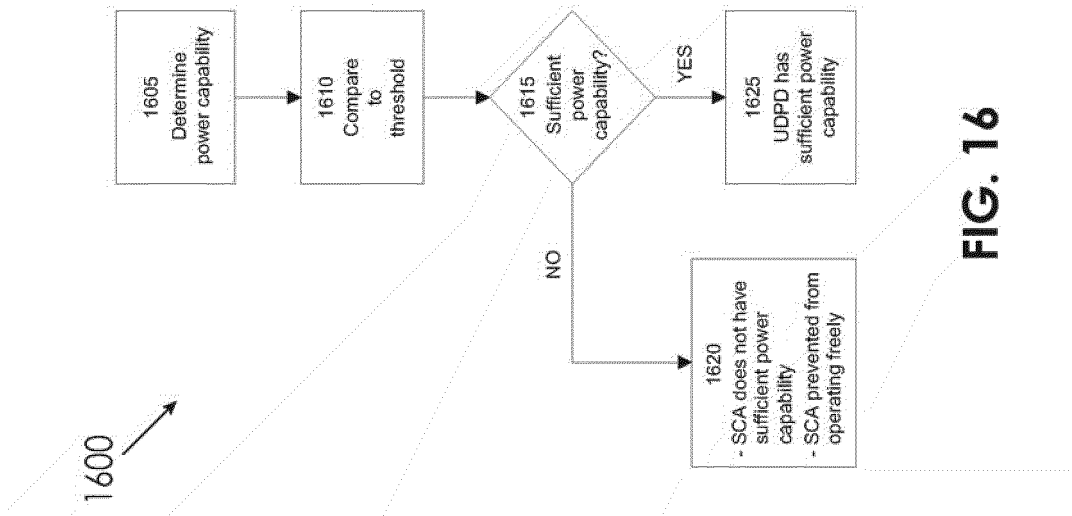 1600
1605
Determine
power capability
1610
Compare
to
threshold
1615
Sufficient
power
capability?
NO
YES
1620
- SCA does not have
sufficient power
capability
- SCA prevented from
operating freely
1625
UDPD has
sufficient power
capability
FIG. 16